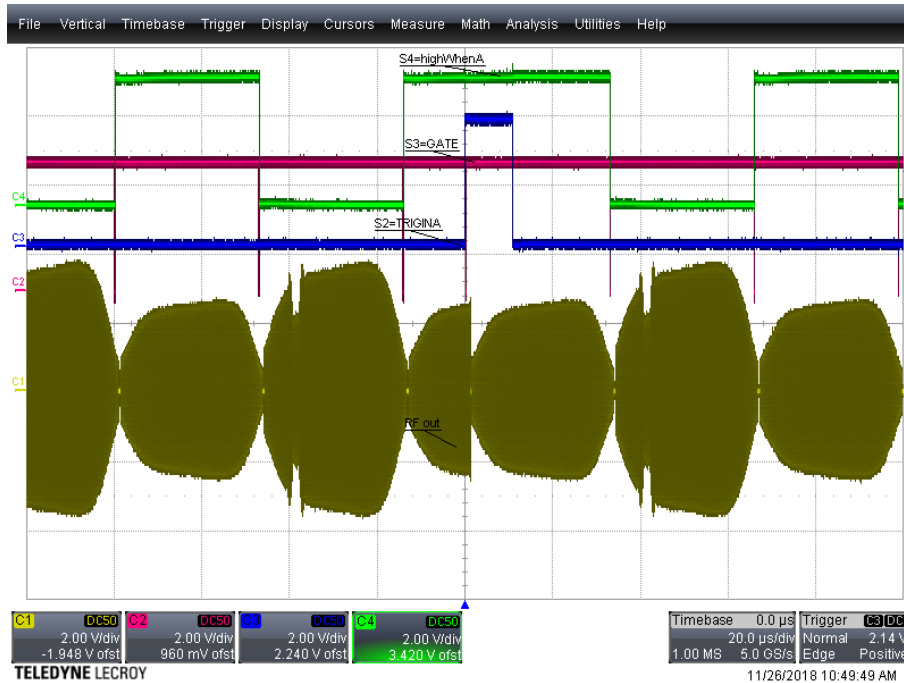 File Vertical Timebase Trigger Display Cursors Measure Math Analysis Utilities Help
S4=highWhenA
S3=GATE
C4
S2=TRIGINA
C3
C2
C1
RF out
C1 DC50
2.00 V/div
-1.948 V ofst
C2 DC50
2.00 V/div
960 mV ofst
C3 DC50
2.00 V/div
2.240 V ofst
C4 DC50
2.00 V/div
3.420 V ofst
Timebase 0.0 µs
20.0 µs/div
1.00 MS 5.0 GS/s
Trigger C3 DC
Normal 2.14 V
Edge Positive
TELEDYNE LECROY
11/26/2018 10:49:49 AM